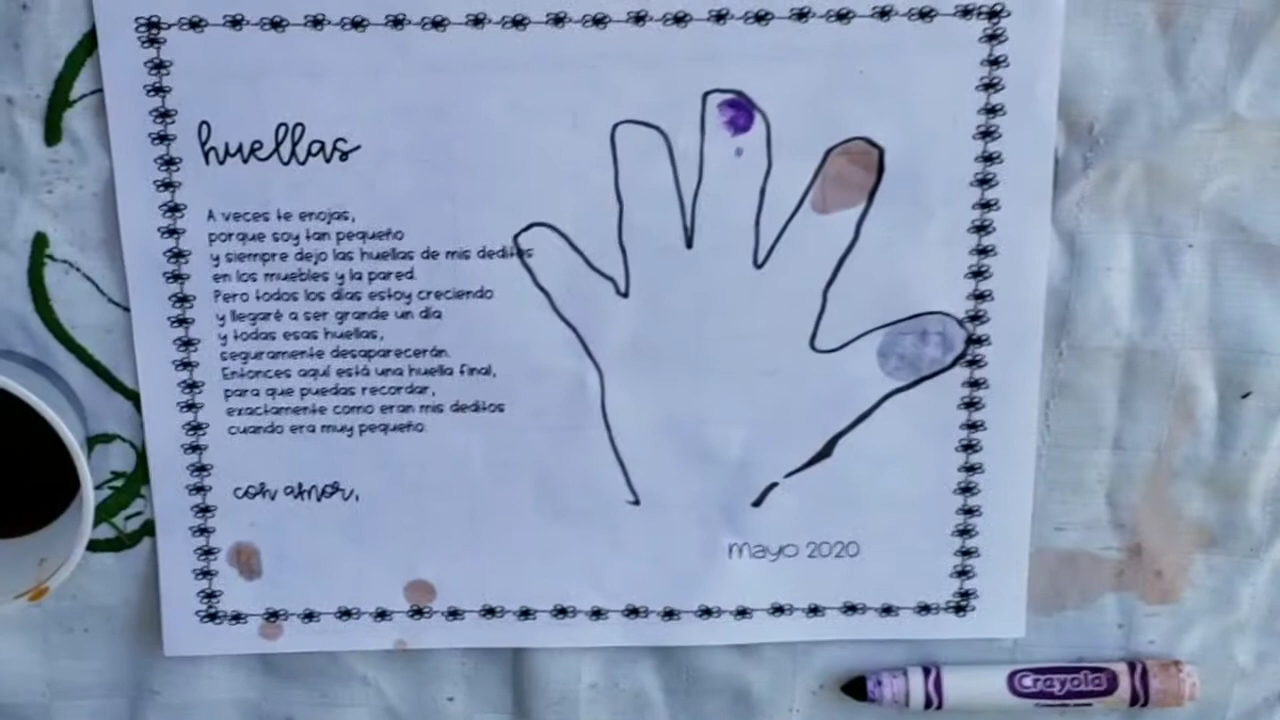 huellas
A veces te enojas,
porque soy tan pequeño
y siempre dejo las huellas de mis deditos
en los muebles y la pared.
Pero todos los días estoy creciendo
y llegaré a ser grande un día
y todas esas huellas,
seguramente desaparecerán.
Entonces aquí está una huella final,
para que puedas recordar,
exactamente como eran mis deditos
cuando era muy pequeño.
con amor,
mayo 2020
Crayola